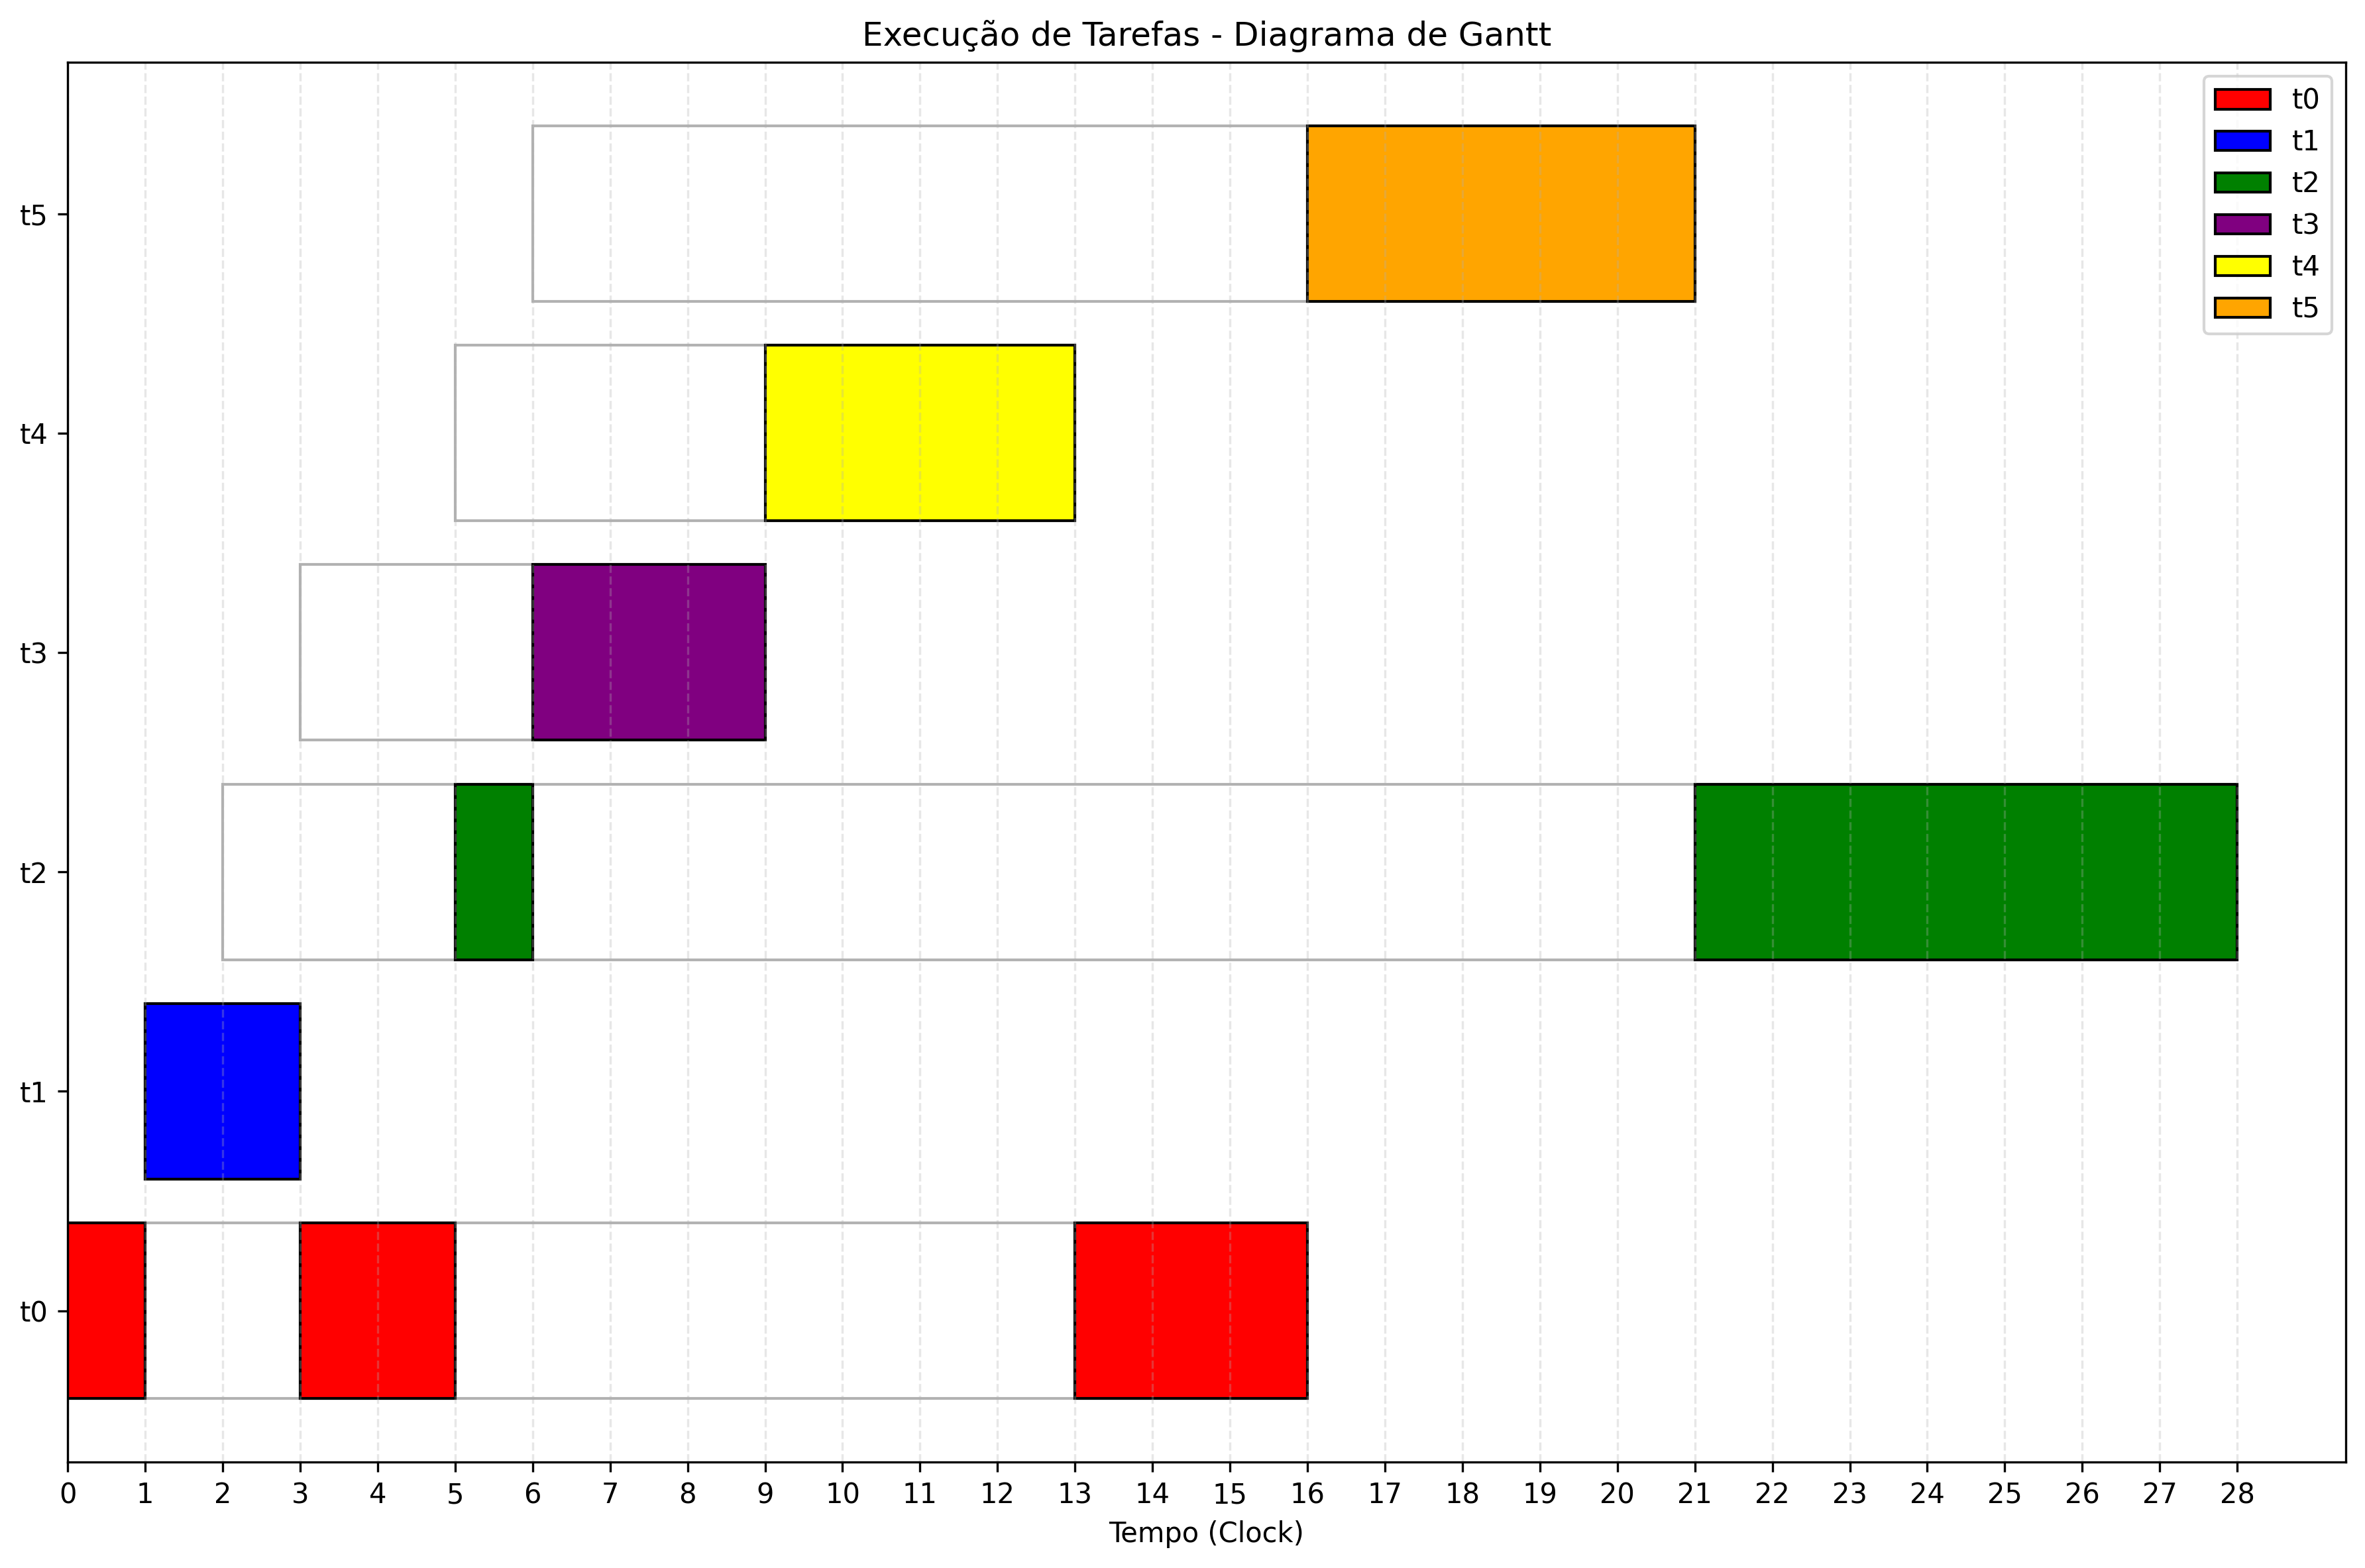 Execução de Tarefas - Diagrama de Gantt
t0
t1
t2
t3
t4
t5
t5
t4
t3
t2
t1
t0
0 1 2 3 4 5 6 7 8 9 10 11 12 13 14 15 16 17 18 19 20 21 22 23 24 25 26 27 28
Tempo (Clock)